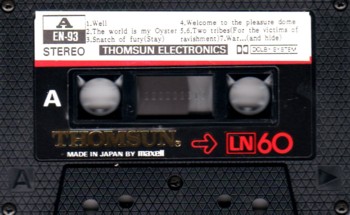 A
EN-93
STEREO
1.Well
2.The world is my Oyster
3.Snatch of fury(Stay)
4.Welcome to the pleasure dome
5.6.Two tribes(For the victims of
ravishment)7.War...(and hide)
THOMSUN ELECTRONICS
DOLBY SYSTEM
A
THOMSUN
LN60
MADE IN JAPAN BY maxell
A